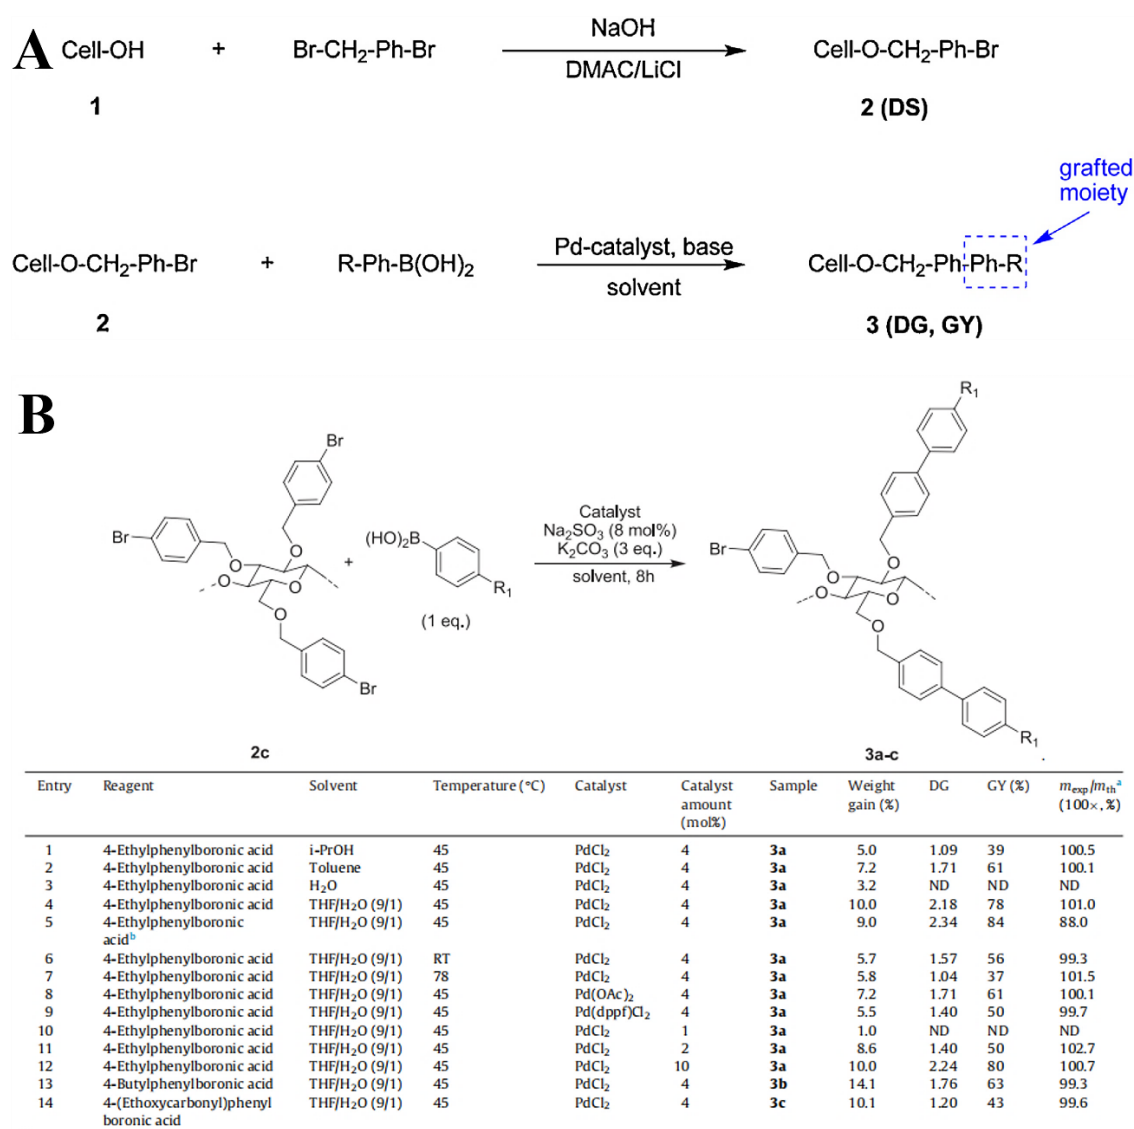 A
Cell-OH + Br-CH₂-Ph-Br NaOH Cell-O-CH₂-Ph-Br
DMAC/LiCl
1 2 (DS)
grafted
moiety
Cell-O-CH₂-Ph-Br + R-Ph-B(OH)₂ Pd-catalyst, base Cell-O-CH₂-Ph-Ph-R
solvent
2 3 (DG, GY)
B
Br
Br
O
O
O
O
O
Br
2c
+
(HO)₂B
R₁
(1 eq.)
Catalyst
Na₂SO₃ (8 mol%)
K₂CO₃ (3 eq.)
solvent, 8h
R₁
Br
O
O
O
O
O
R₁
3a-c
.
Entry Reagent Solvent Temperature (°C) Catalyst Catalyst Sample Weight DG GY (%) mexp/mthᵃ
amount gain (%) (100×, %)
(mol%)
1 4-Ethylphenylboronic acid i-PrOH 45 PdCl₂ 4 3a 5.0 1.09 39 100.5
2 4-Ethylphenylboronic acid Toluene 45 PdCl₂ 4 3a 7.2 1.71 61 100.1
3 4-Ethylphenylboronic acid H₂O 45 PdCl₂ 4 3a 3.2 ND ND ND
4 4-Ethylphenylboronic acid THF/H₂O (9/1) 45 PdCl₂ 4 3a 10.0 2.18 78 101.0
5 4-Ethylphenylboronic THF/H₂O (9/1) 45 PdCl₂ 4 3a 9.0 2.34 84 88.0
acidᵇ
6 4-Ethylphenylboronic acid THF/H₂O (9/1) RT PdCl₂ 4 3a 5.7 1.57 56 99.3
7 4-Ethylphenylboronic acid THF/H₂O (9/1) 78 PdCl₂ 4 3a 5.8 1.04 37 101.5
8 4-Ethylphenylboronic acid THF/H₂O (9/1) 45 Pd(OAc)₂ 4 3a 7.2 1.71 61 100.1
9 4-Ethylphenylboronic acid THF/H₂O (9/1) 45 Pd(dppf)Cl₂ 4 3a 5.5 1.40 50 99.7
10 4-Ethylphenylboronic acid THF/H₂O (9/1) 45 PdCl₂ 1 3a 1.0 ND ND ND
11 4-Ethylphenylboronic acid THF/H₂O (9/1) 45 PdCl₂ 2 3a 8.6 1.40 50 102.7
12 4-Ethylphenylboronic acid THF/H₂O (9/1) 45 PdCl₂ 10 3a 10.0 2.24 80 100.7
13 4-Butylphenylboronic acid THF/H₂O (9/1) 45 PdCl₂ 4 3b 14.1 1.76 63 99.3
14 4-(Ethoxycarbonyl)phenyl THF/H₂O (9/1) 45 PdCl₂ 4 3c 10.1 1.20 43 99.6
boronic acid